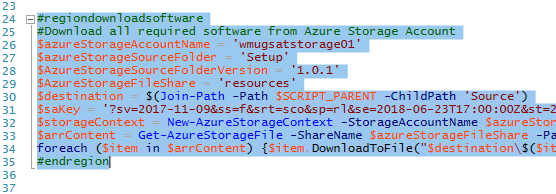 23
24 #regiondownloadsoftware
25 #Download all required software from Azure Storage Account
26 $azureStorageAccountName = 'wmugsatstorage01'
27 $azureStorageSourceFolder = 'Setup'
28 $AzureStorageSourceFolderVersion = '1.0.1'
29 $AzureStorageFileShare = 'resources'
30 $destination = $(Join-Path -Path $SCRIPT_PARENT -ChildPath 'Source')
31 $saKey = '?sv=2017-11-09&ss=f&srt=sco&sp=rl&se=2018-06-23T17:00:00Z&st=2
32 $storageContext = New-AzureStorageContext -StorageAccountName $azureStor
33 $arrContent = Get-AzureStorageFile -ShareName $azureStorageFileShare -Pa
34 foreach ($item in $arrContent) {$item.DownloadToFile("$destination\$($it
35 #endregion
36
37